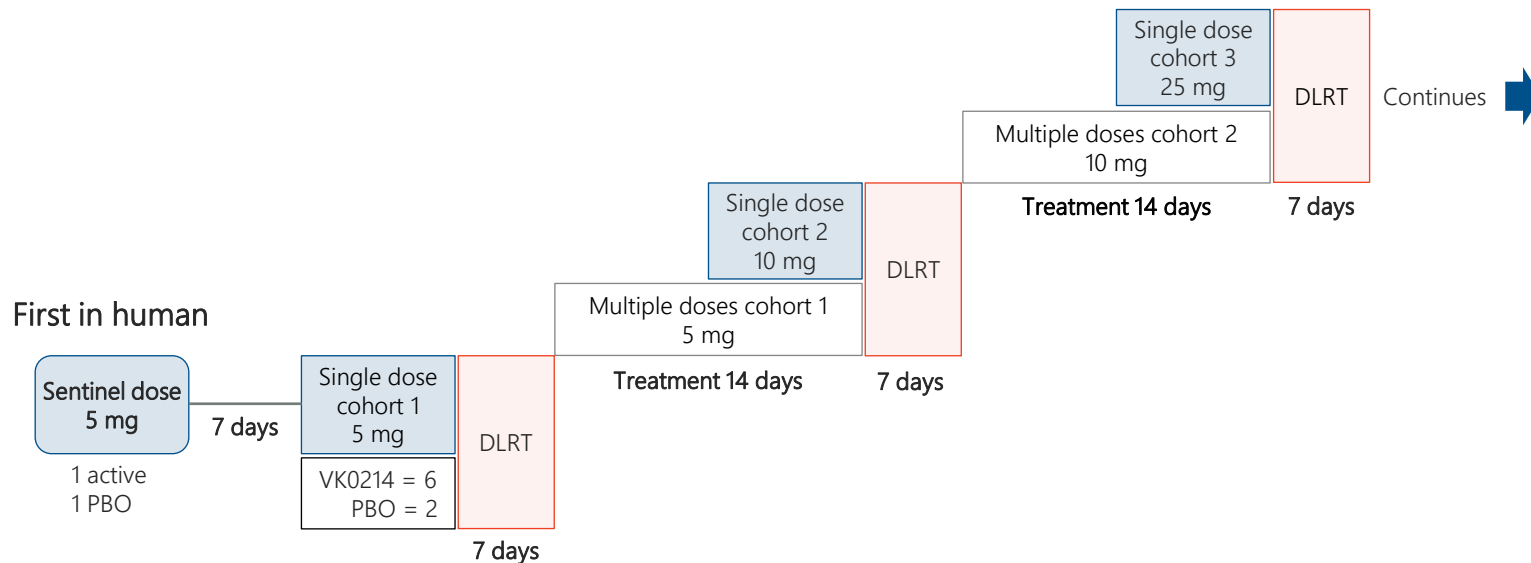 Single dose
cohort 3
25 mg
DLRT
Continues
Multiple doses cohort 2
10 mg
Treatment 14 days
7 days
Single dose
cohort 2
10 mg
DLRT
Multiple doses cohort 1
5 mg
Treatment 14 days
7 days
First in human
Sentinel dose
5 mg
7 days
1 active
1 PBO
Single dose
cohort 1
5 mg
VK0214 = 6
PBO = 2
DLRT
7 days